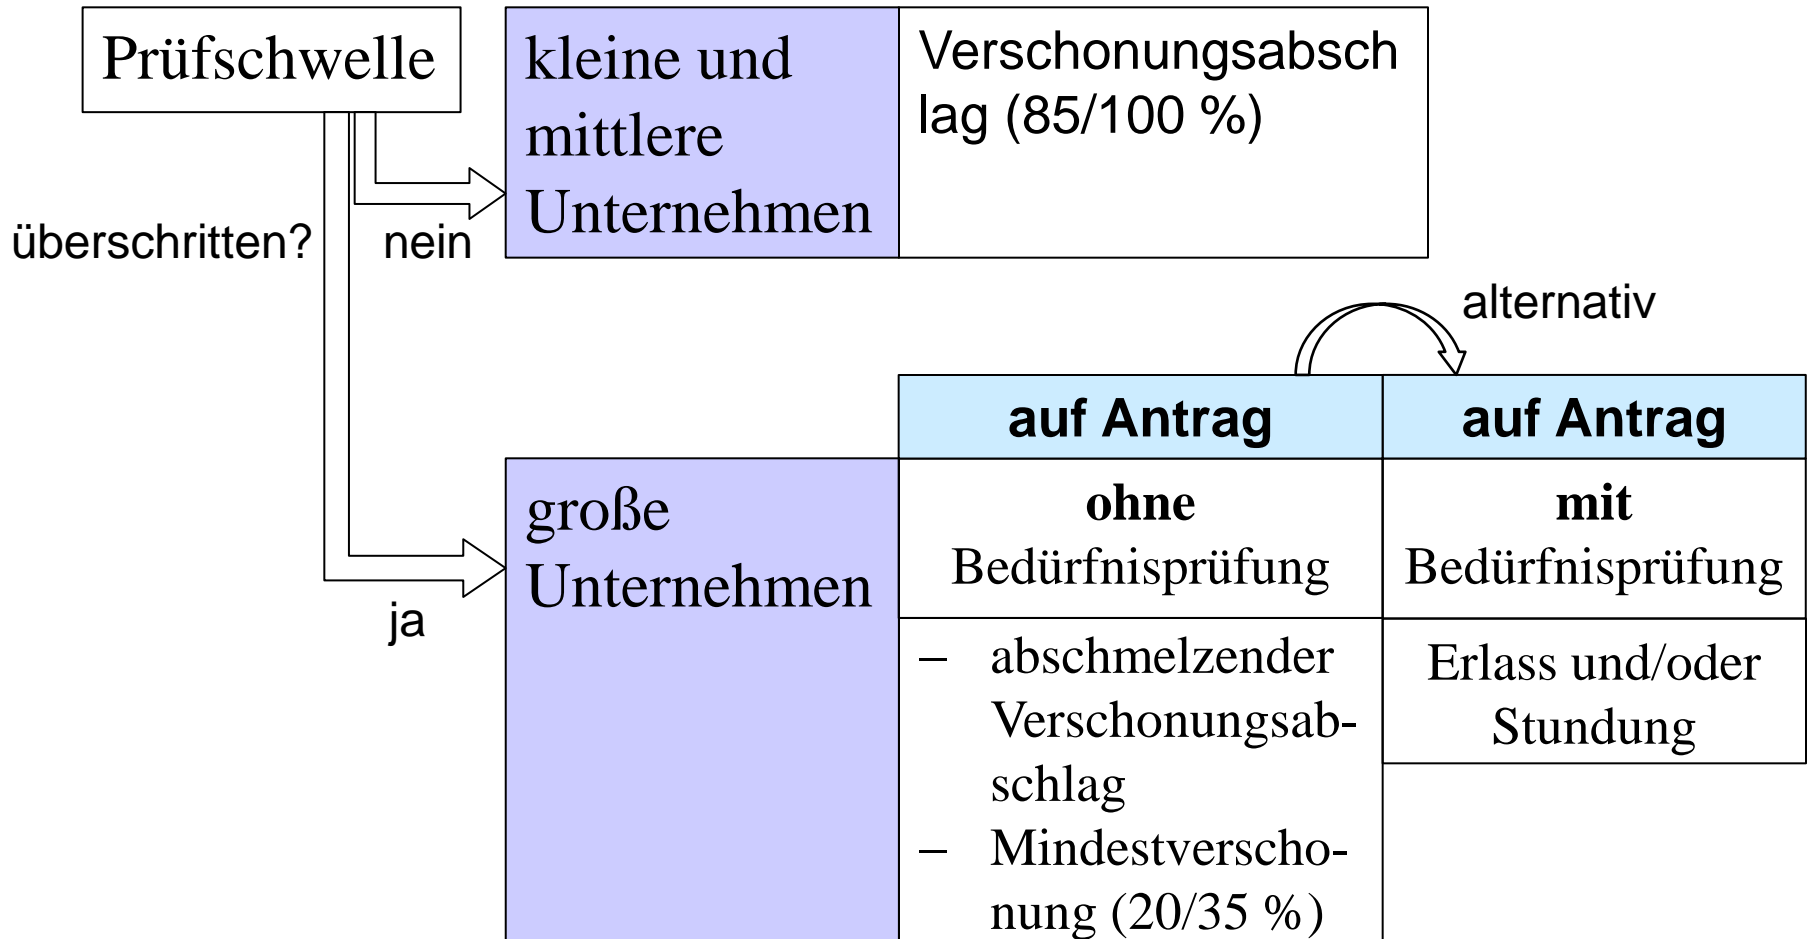 Prüfschwelle
überschritten?
nein
ja
kleine und
mittlere
Unternehmen
Verschonungsabsch
lag (85/100 %)
alternativ
große
Unternehmen
auf Antrag
ohne
Bedürfnisprüfung
– abschmelzender
Verschonungsab-
schlag
– Mindestverscho-
nung (20/35 %)
auf Antrag
mit
Bedürfnisprüfung
Erlass und/oder
Stundung